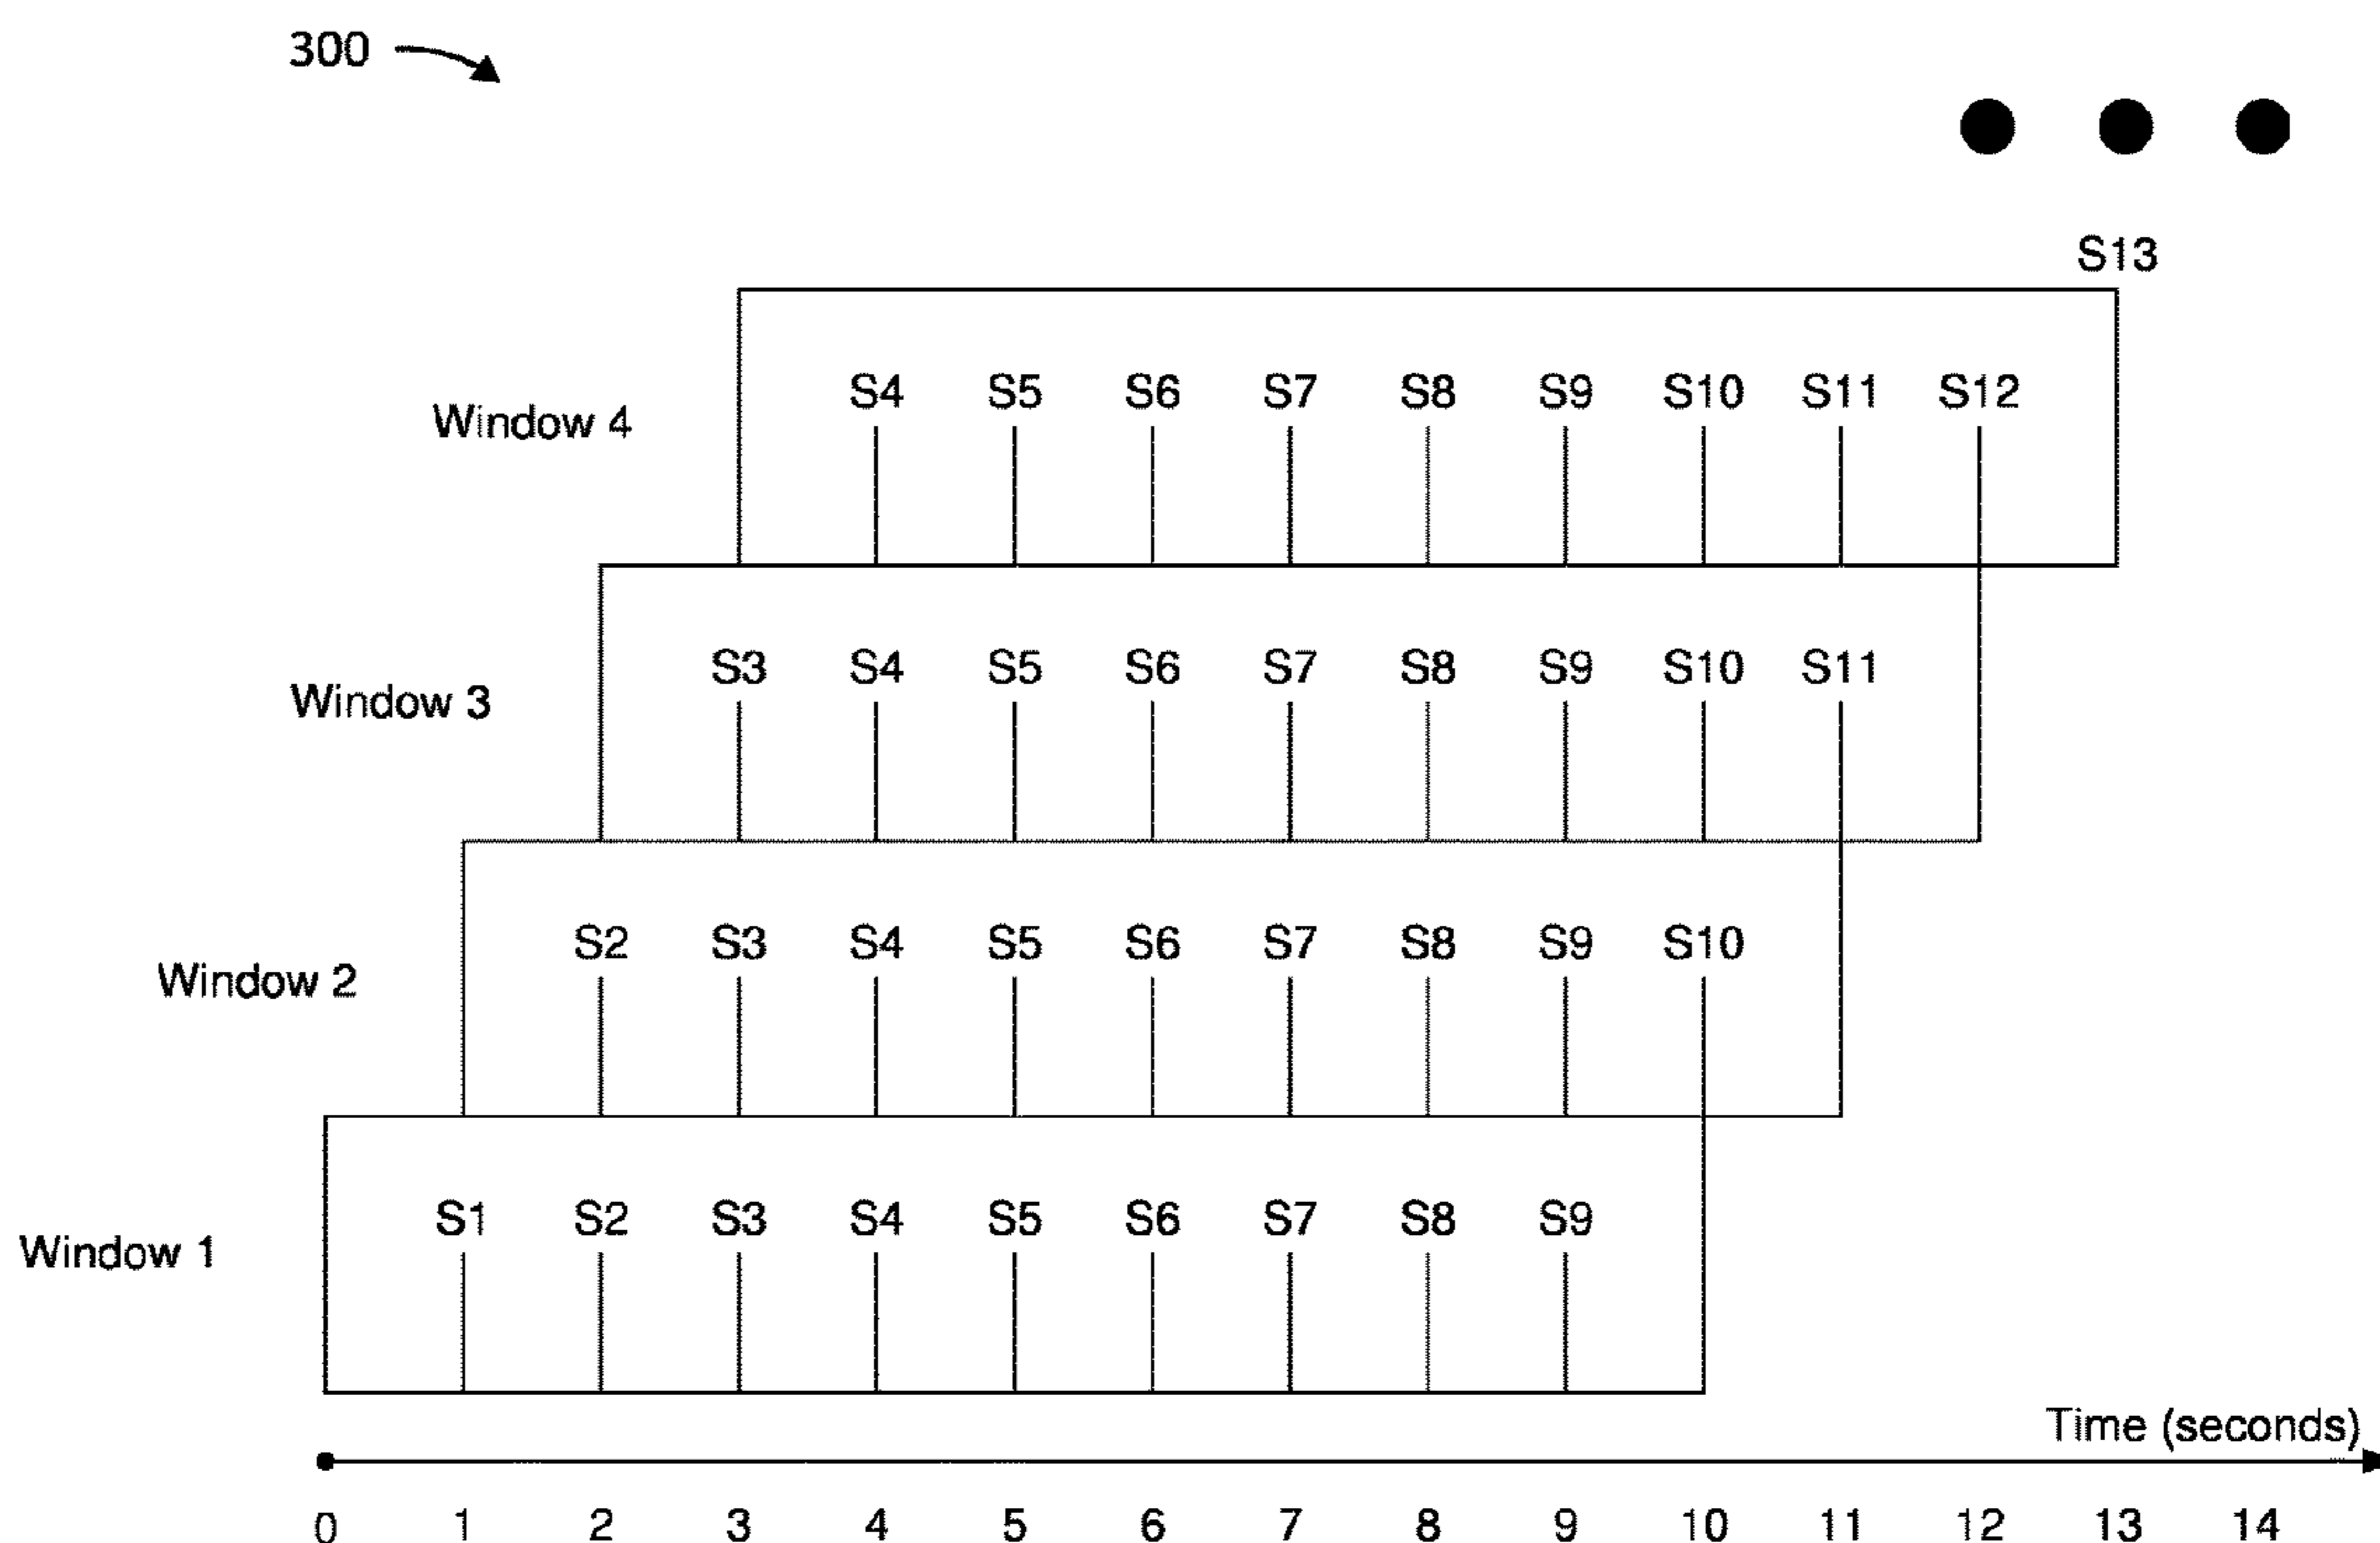 300
S13
S4 S5 S6 S7 S8 S9 S10 S11 S12
Window 4
S3 S4 S5 S6 S7 S8 S9 S10 S11
Window 3
S2 S3 S4 S5 S6 S7 S8 S9 S10
Window 2
S1 S2 S3 S4 S5 S6 S7 S8 S9
Window 1
Time (seconds)
0 1 2 3 4 5 6 7 8 9 10 11 12 13 14